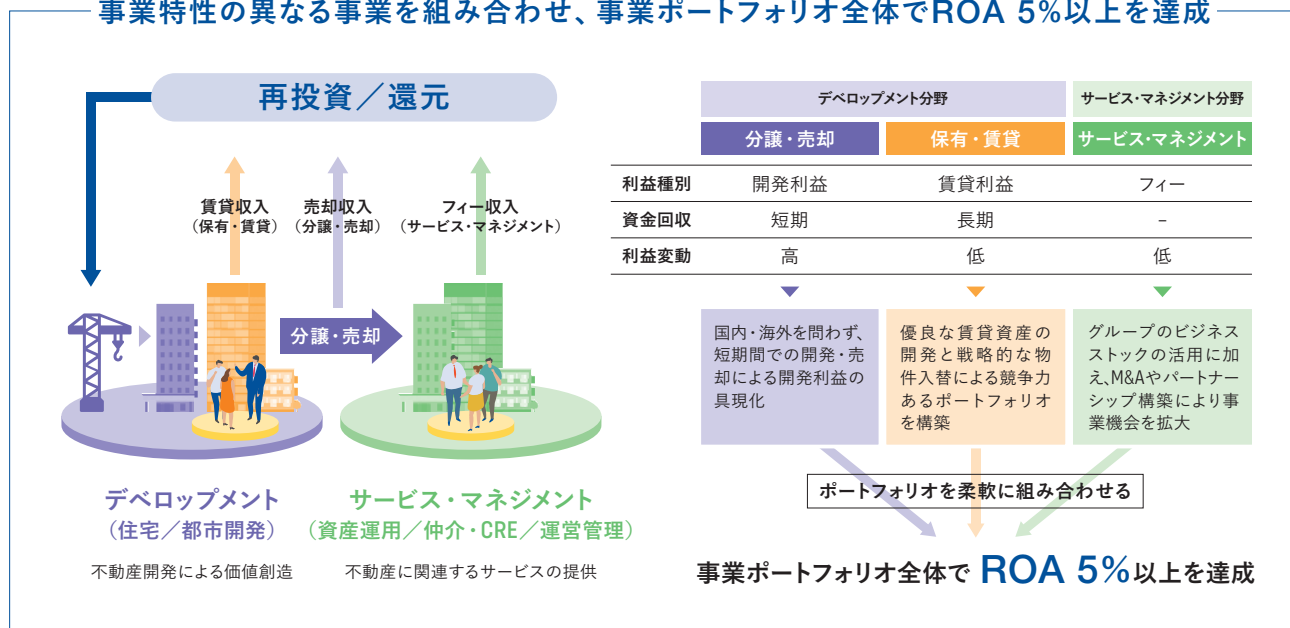 事業特性の異なる事業を組み合わせ、事業ポートフォリオ全体でROA 5%以上を達成
再投資／還元
賃貸収入
（保有・賃貸）
売却収入
（分譲・売却）
フィー収入
（サービス・マネジメント）
分譲・売却
デベロップメント
（住宅／都市開発）
不動産開発による価値創造
サービス・マネジメント
（資産運用／仲介・CRE／運営管理）
不動産に関連するサービスの提供
デベロップメント分野 サービス・マネジメント分野
分譲・売却 保有・賃貸 サービス・マネジメント
利益種別 開発利益 賃貸利益 フィー
資金回収 短期 長期 –
利益変動 高 低 低
国内・海外を問わず、
短期間での開発・売
却による開発利益の
具現化
優良な賃貸資産の
開発と戦略的な物
件入替による競争力
あるポートフォリオ
を構築
グループのビジネス
ストックの活用に加
え、M&Aやパートナー
シップ構築により事
業機会を拡大
ポートフォリオを柔軟に組み合わせる
事業ポートフォリオ全体で ROA 5%以上を達成